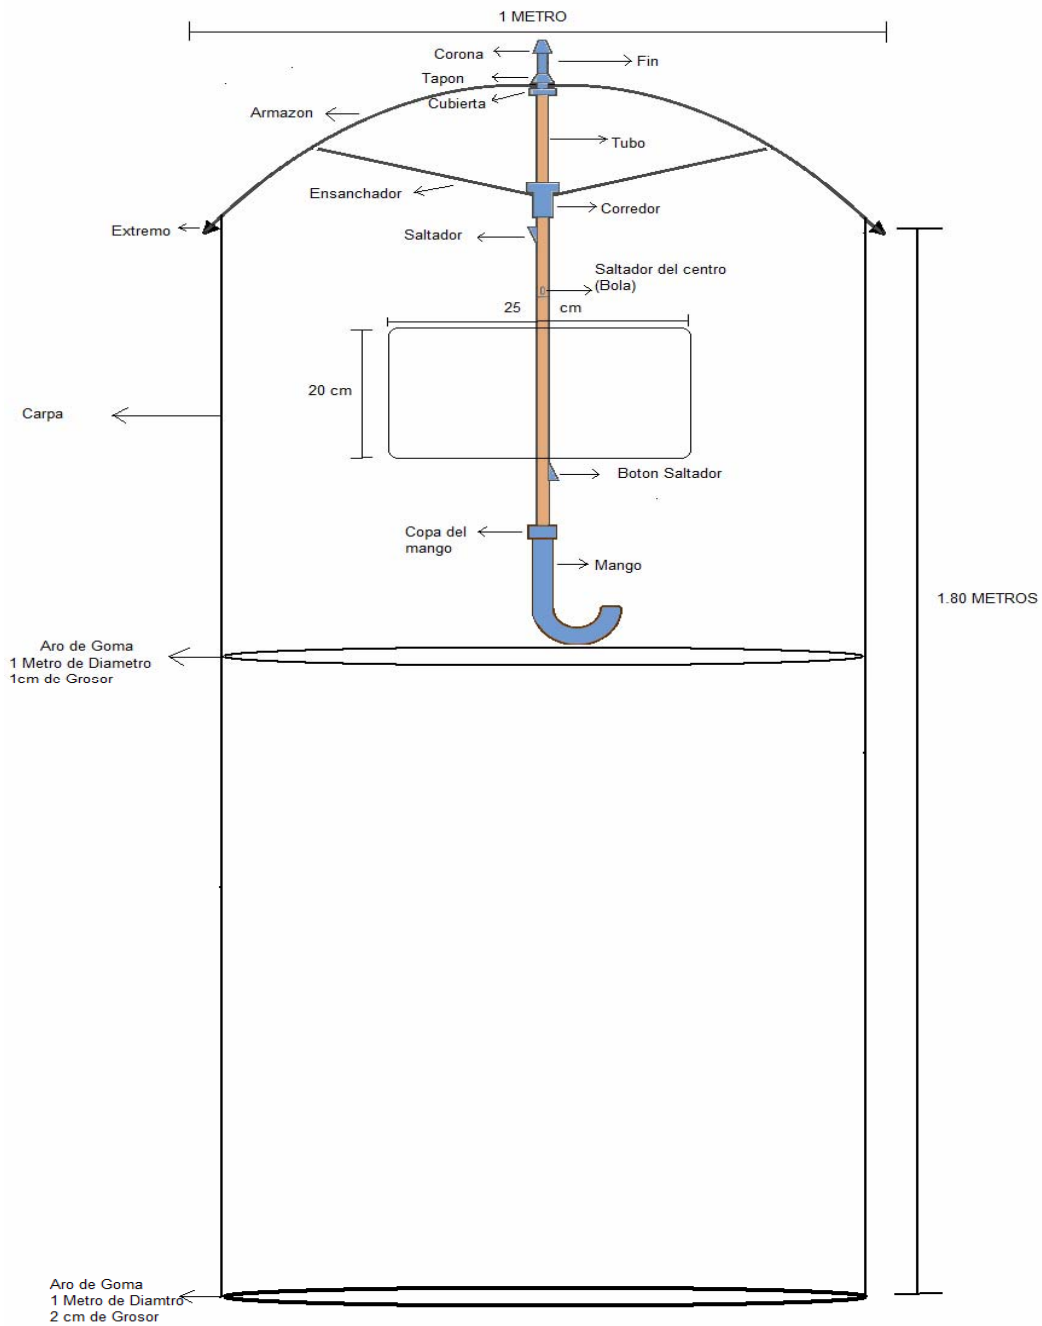 1 METRO
Corona
Fin
Tapon
Cubierta
Armazon
Tubo
Ensanchador
Corredor
Extremo
Saltador
Saltador del centro
(Bola)
25 cm
20 cm
Carpa
Boton Saltador
Copa del
mango
Mango
1.80 METROS
Aro de Goma
1 Metro de Diametro
1cm de Grosor
Aro de Goma
1 Metro de Diamtro
2 cm de Grosor